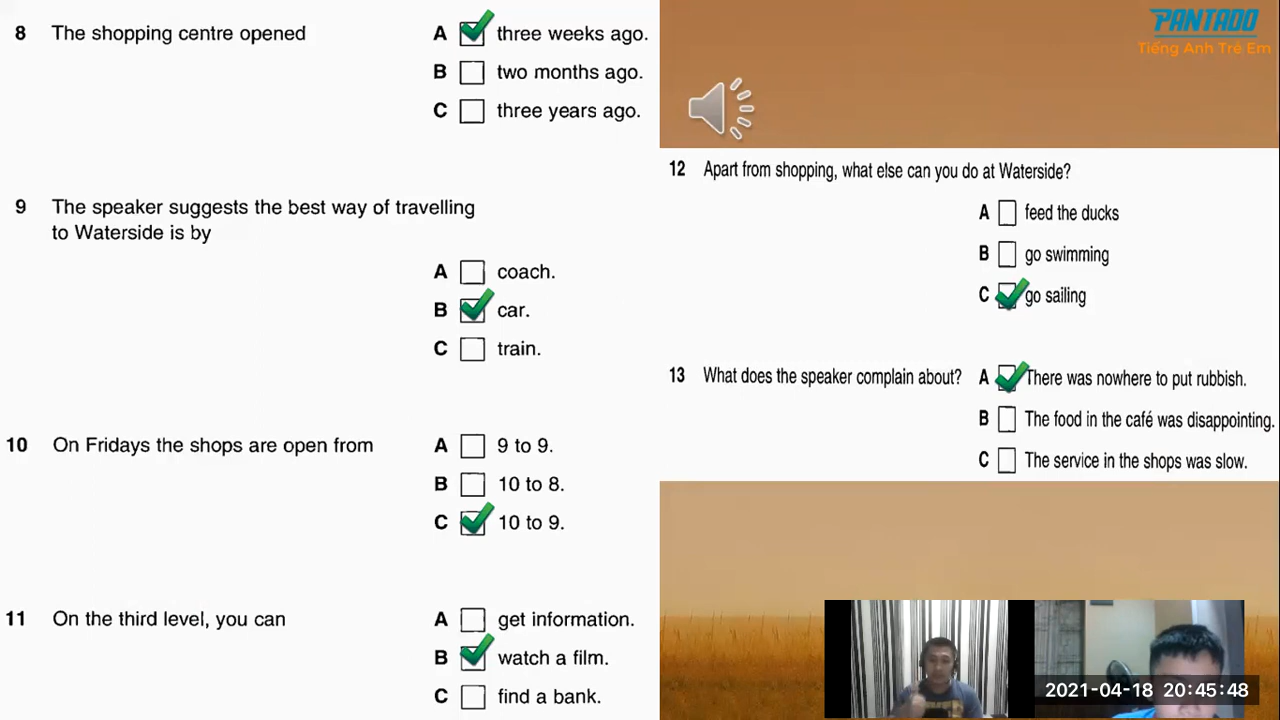 8 The shopping centre opened
A three weeks ago.
B two months ago.
C three years ago.
9 The speaker suggests the best way of travelling
to Waterside is by
A coach.
B car.
C train.
10 On Fridays the shops are open from
A 9 to 9.
B 10 to 8.
C 10 to 9.
11 On the third level, you can
A get information.
B watch a film.
C find a bank.
PANTADO
Tiếng Anh Trẻ Em
12 Apart from shopping, what else can you do at Waterside?
A feed the ducks
B go swimming
C go sailing
13 What does the speaker complain about?
A There was nowhere to put rubbish.
B The food in the café was disappointing.
C The service in the shops was slow.
2021-04-18 20:45:48